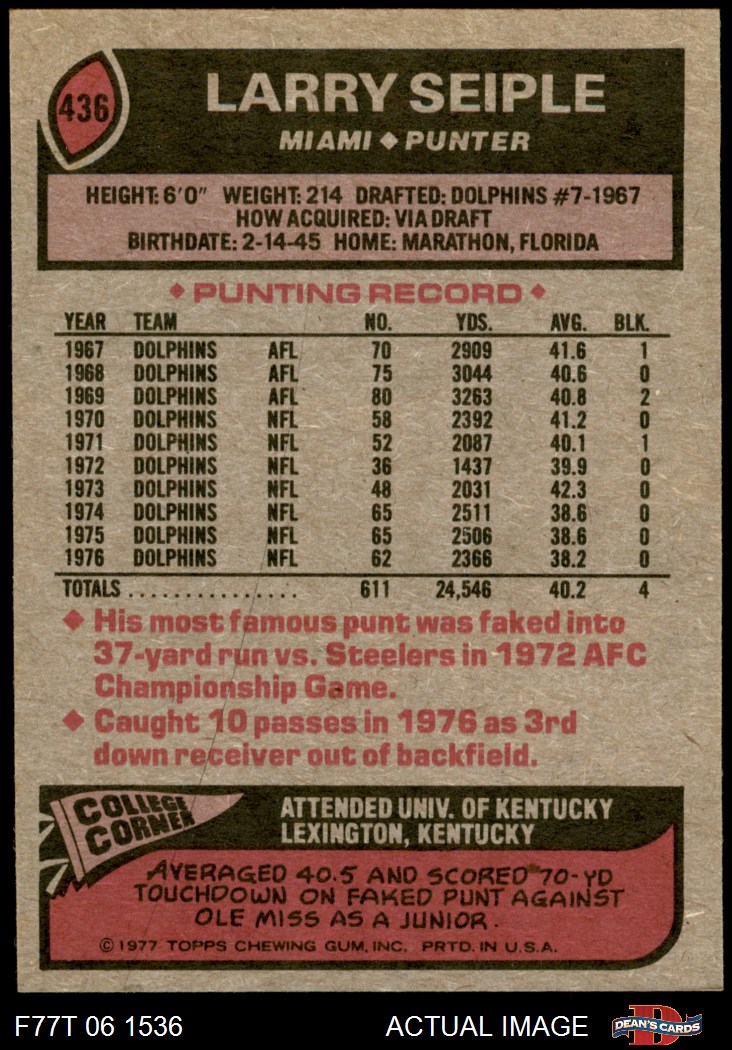 436
LARRY SEIPLE
MIAMI ◆ PUNTER
HEIGHT: 6'0" WEIGHT: 214 DRAFTED: DOLPHINS #7-1967
HOW ACQUIRED: VIA DRAFT
BIRTHDATE: 2-14-45 HOME: MARATHON, FLORIDA
◆ PUNTING RECORD ◆
YEAR TEAM NO. YDS. AVG. BLK.
1967 DOLPHINS AFL 70 2909 41.6 1
1968 DOLPHINS AFL 75 3044 40.6 0
1969 DOLPHINS AFL 80 3263 40.8 2
1970 DOLPHINS NFL 58 2392 41.2 0
1971 DOLPHINS NFL 52 2087 40.1 1
1972 DOLPHINS NFL 36 1437 39.9 0
1973 DOLPHINS NFL 48 2031 42.3 0
1974 DOLPHINS NFL 65 2511 38.6 0
1975 DOLPHINS NFL 65 2506 38.6 0
1976 DOLPHINS NFL 62 2366 38.2 0
TOTALS . . . . . . . . . . . . . . . 611 24,546 40.2 4
◆ His most famous punt was faked into
37-yard run vs. Steelers in 1972 AFC
Championship Game.
◆ Caught 10 passes in 1976 as 3rd
down receiver out of backfield.
COLLEGE
CORNER
ATTENDED UNIV. OF KENTUCKY
LEXINGTON, KENTUCKY
AVERAGED 40.5 AND SCORED 70-YD
TOUCHDOWN ON FAKED PUNT AGAINST
OLE MISS AS A JUNIOR.
© 1977 TOPPS CHEWING GUM, INC. PRTD. IN U.S.A.
F77T 06 1536 ACTUAL IMAGE
D
DEAN'S CARDS